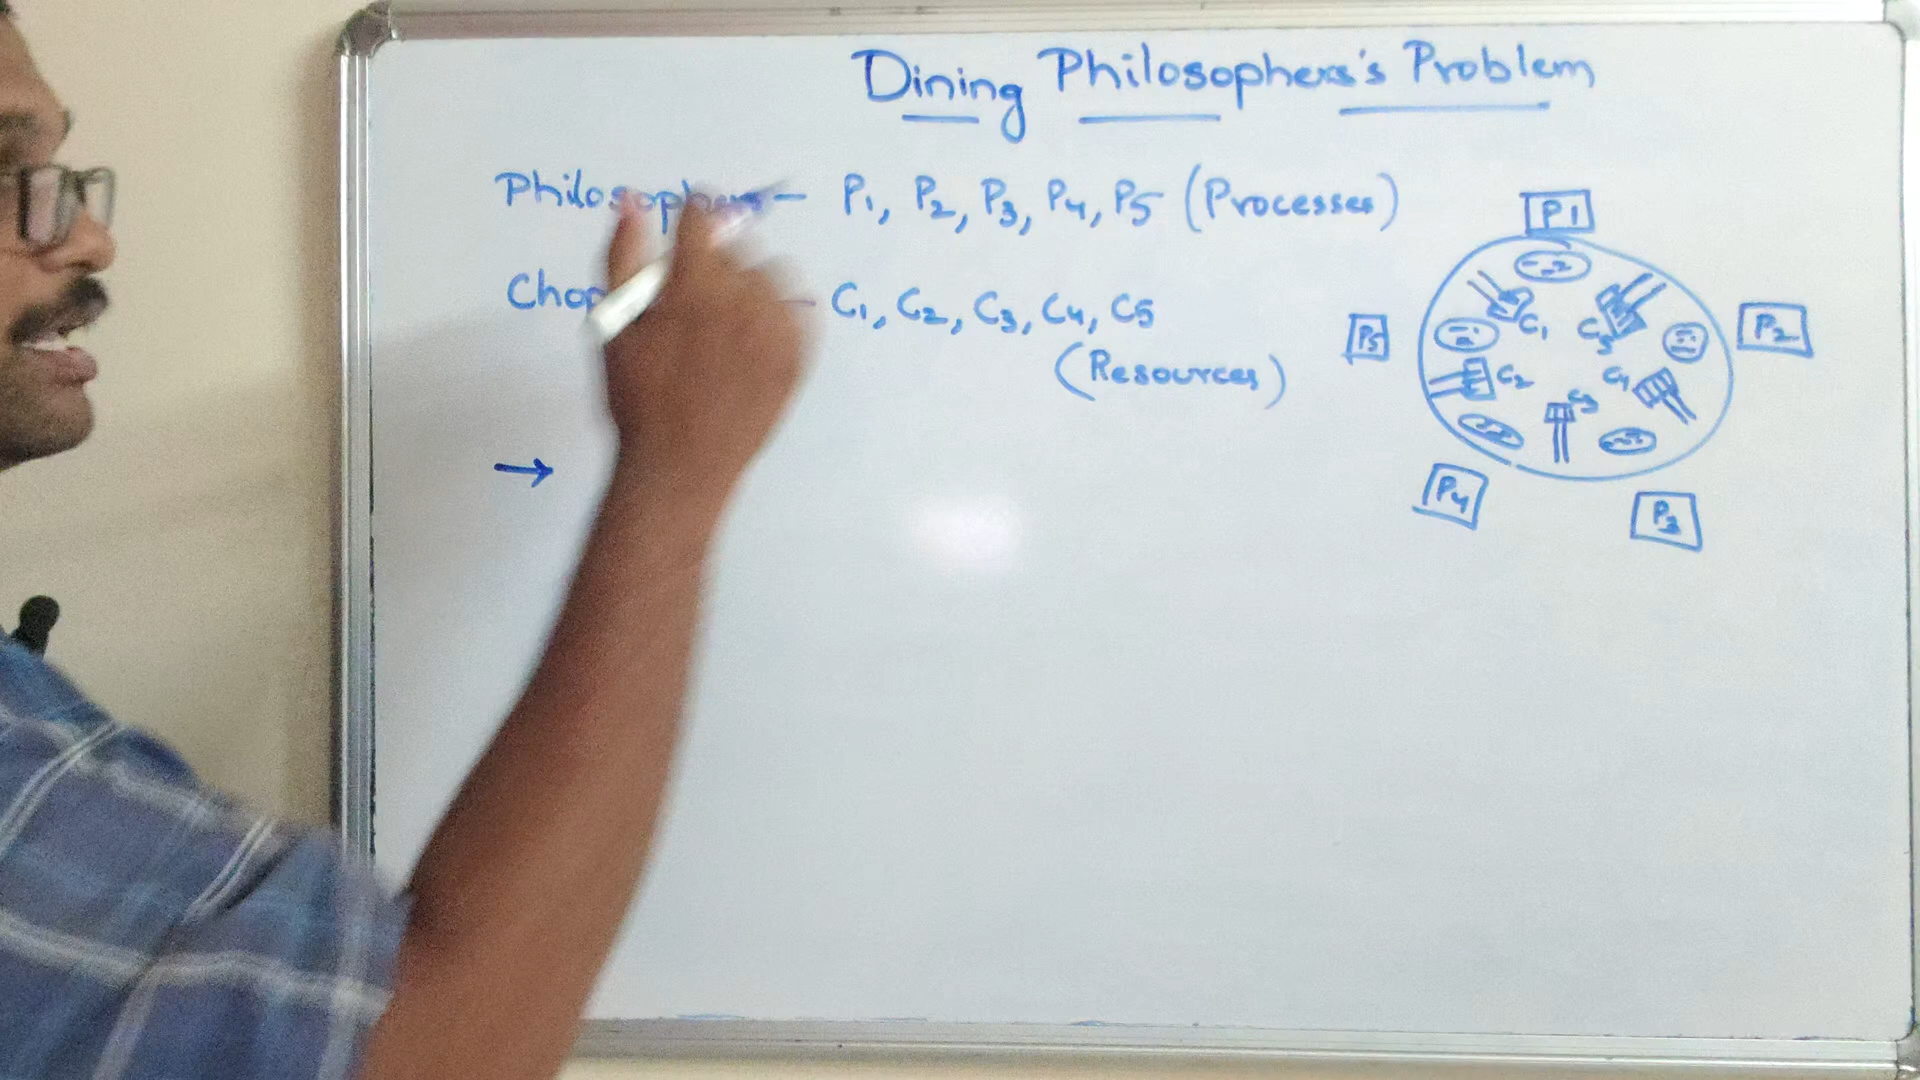 Dining Philosophers's Problem
Philosophers - P1, P2, P3, P4, P5 (Processes)
Chop - C1, C2, C3, C4, C5
(Resources)
→
P1
P2
P5
C1 C5
C2 C4
C3
P4
P3